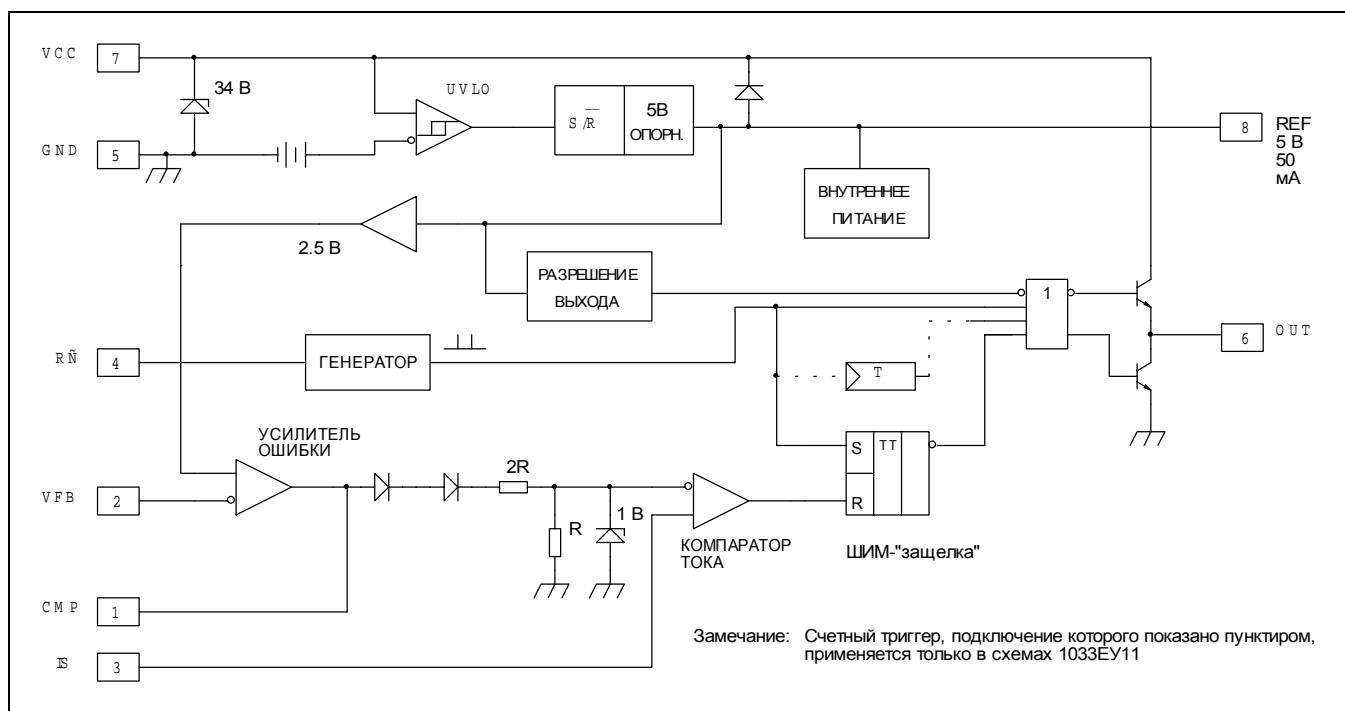 VCC
7
34 В
UVLO
S/R
5В
ОПОРН.
8
REF
5 В
50
мА
GND
5
ВНУТРЕННЕЕ
ПИТАНИЕ
2.5 В
РАЗРЕШЕНИЕ
ВЫХОДА
1
RÑ
4
ГЕНЕРАТОР
T
6
OUT
УСИЛИТЕЛЬ
ОШИБКИ
S
TT
R
VFB
2
2R
R
1 В
КОМПАРАТОР
ТОКА
ШИМ-"защелка"
CMP
1
IS
3
Замечание: Счетный триггер, подключение которого показано пунктиром,
применяется только в схемах 1033ЕУ11